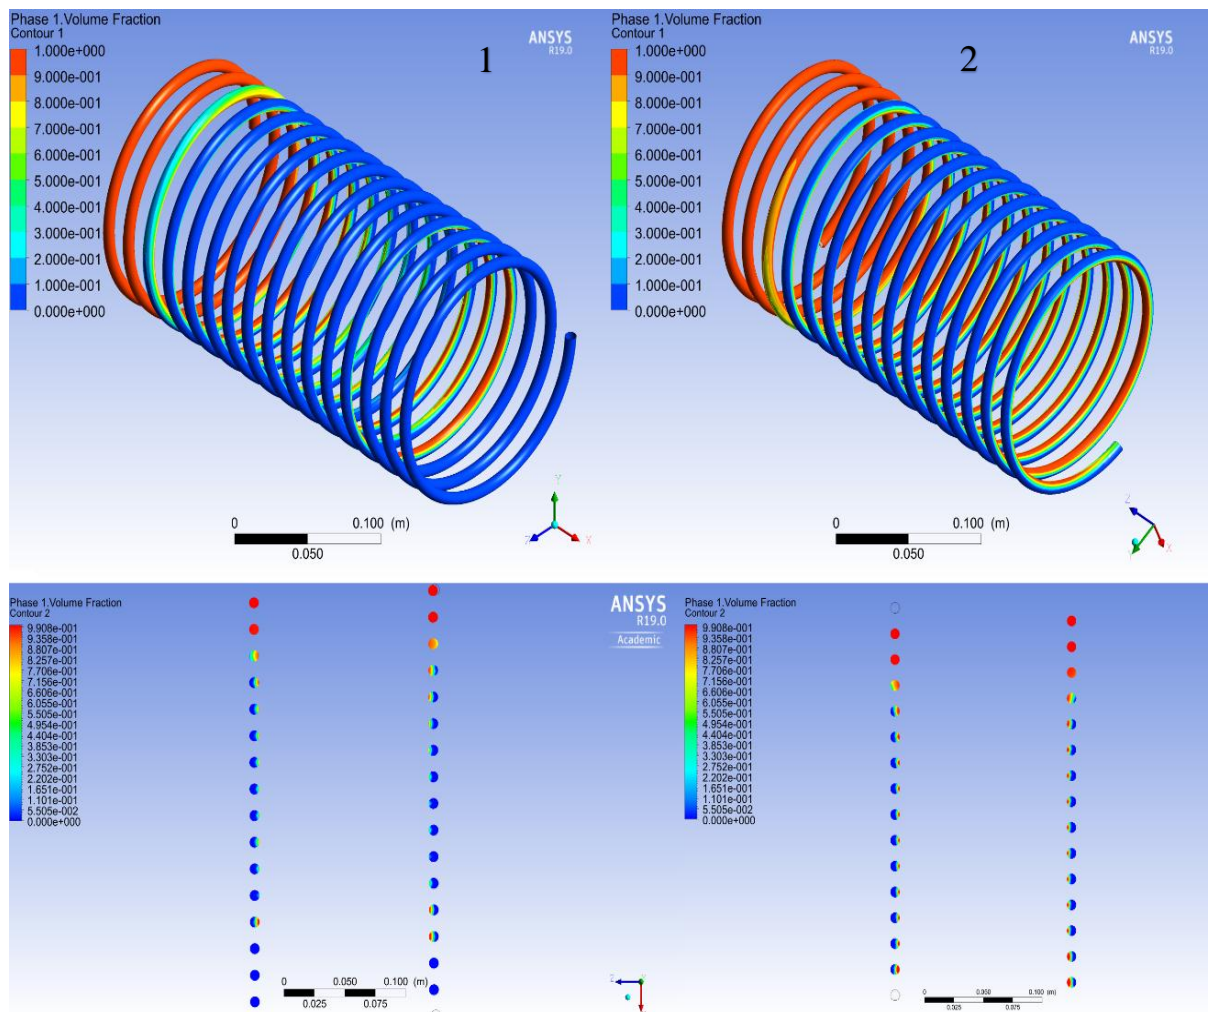 Phase 1.Volume Fraction
Contour 1
1.000e+000
9.000e-001
8.000e-001
7.000e-001
6.000e-001
5.000e-001
4.000e-001
3.000e-001
2.000e-001
1.000e-001
0.000e+000
1
ANSYS
R19.0
0 0.100 (m)
0.050
Y
Z X
Phase 1.Volume Fraction
Contour 1
1.000e+000
9.000e-001
8.000e-001
7.000e-001
6.000e-001
5.000e-001
4.000e-001
3.000e-001
2.000e-001
1.000e-001
0.000e+000
2
ANSYS
R19.0
0 0.100 (m)
0.050
Z
Y X
Phase 1.Volume Fraction
Contour 2
9.908e-001
9.358e-001
8.807e-001
8.257e-001
7.706e-001
7.156e-001
6.606e-001
6.055e-001
5.505e-001
4.954e-001
4.404e-001
3.853e-001
3.303e-001
2.752e-001
2.202e-001
1.651e-001
1.101e-001
5.505e-002
0.000e+000
ANSYS
R19.0
Academic
0 0.050 0.100 (m)
0.025 0.075
Z
Phase 1.Volume Fraction
Contour 2
9.908e-001
9.358e-001
8.807e-001
8.257e-001
7.706e-001
7.156e-001
6.606e-001
6.055e-001
5.505e-001
4.954e-001
4.404e-001
3.853e-001
3.303e-001
2.752e-001
2.202e-001
1.651e-001
1.101e-001
5.505e-002
0.000e+000
0 0.050 0.100 (m)
0.025 0.075